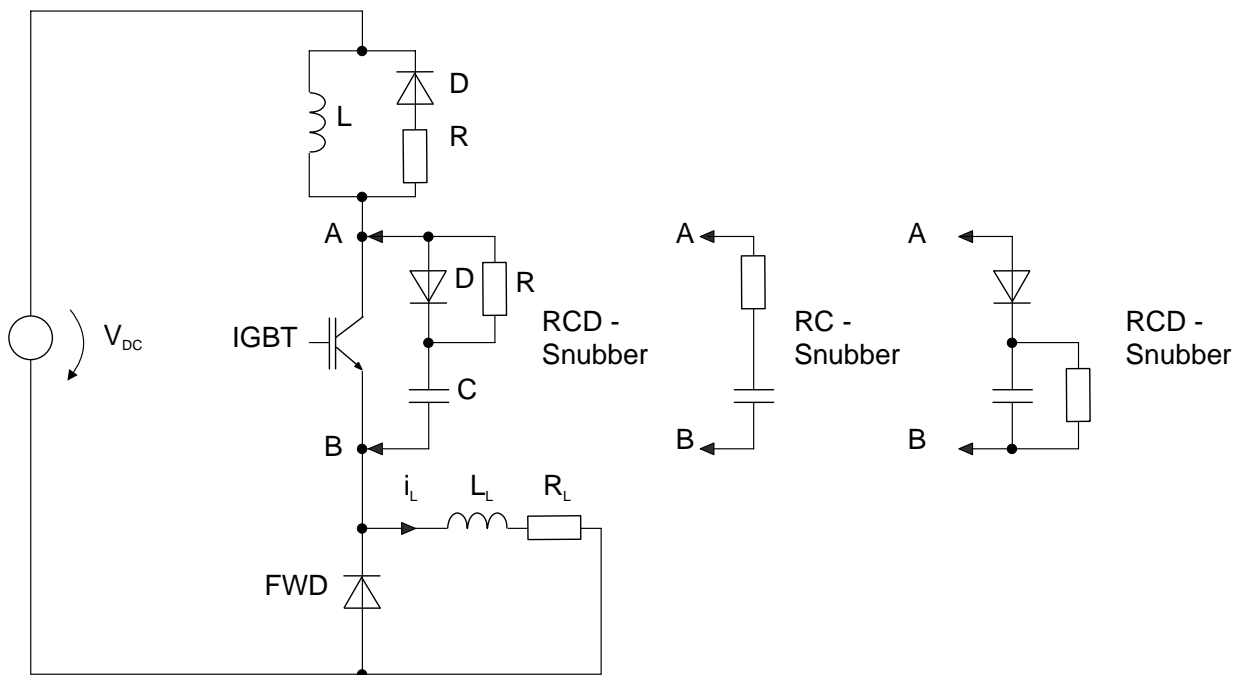 D
L
R
A
A
A
D
R
V_DC
IGBT
RCD -
Snubber
RC -
Snubber
RCD -
Snubber
C
B
B
B
i_L
L_L
R_L
FWD